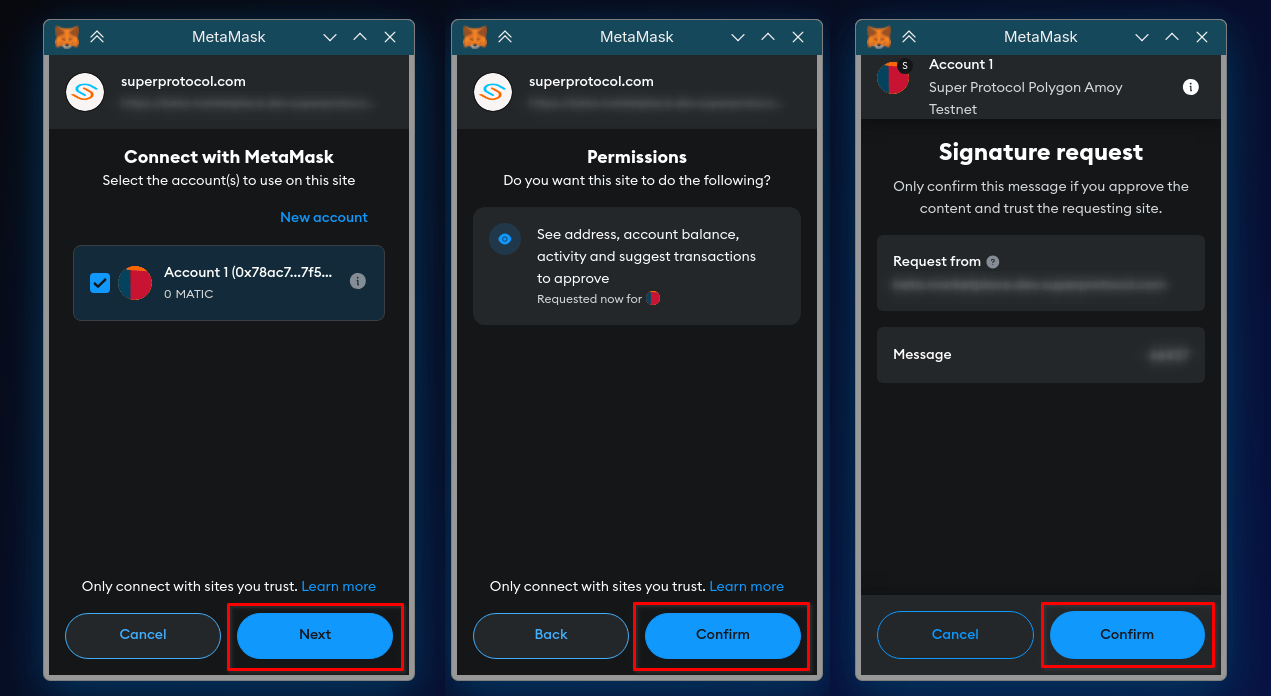 MetaMask
superprotocol.com
Connect with MetaMask
Select the account(s) to use on this site
New account
Account 1 (0x78ac7...7f5...
0 MATIC
Only connect with sites you trust. Learn more
Cancel
Next
MetaMask
superprotocol.com
Permissions
Do you want this site to do the following?
See address, account balance,
activity and suggest transactions
to approve
Requested now for
Only connect with sites you trust. Learn more
Back
Confirm
MetaMask
S
Account 1
Super Protocol Polygon Amoy
Testnet
Signature request
Only confirm this message if you approve the
content and trust the requesting site.
Request from
Message
Cancel
Confirm